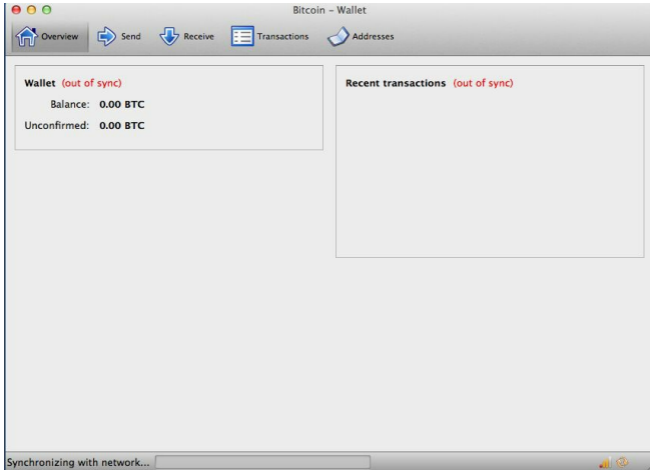 Bitcoin - Wallet
Overview Send Receive Transactions Addresses
Wallet (out of sync)
Balance: 0.00 BTC
Unconfirmed: 0.00 BTC
Recent transactions (out of sync)
Synchronizing with network...